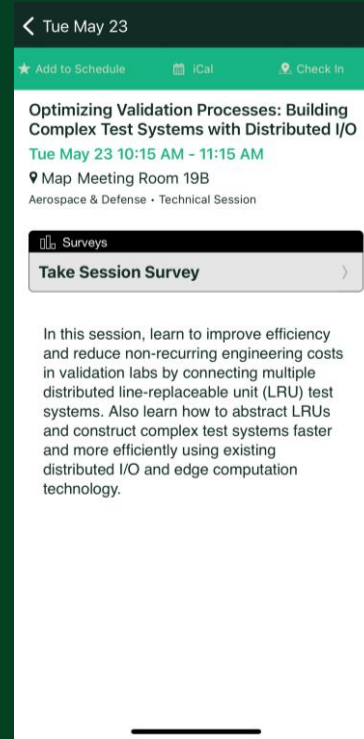 Tue May 23
Add to Schedule
iCal
Check In
Optimizing Validation Processes: Building
Complex Test Systems with Distributed I/O
Tue May 23 10:15 AM - 11:15 AM
Map Meeting Room 19B
Aerospace & Defense • Technical Session
Surveys
Take Session Survey
In this session, learn to improve efficiency
and reduce non-recurring engineering costs
in validation labs by connecting multiple
distributed line-replaceable unit (LRU) test
systems. Also learn how to abstract LRUs
and construct complex test systems faster
and more efficiently using existing
distributed I/O and edge computation
technology.